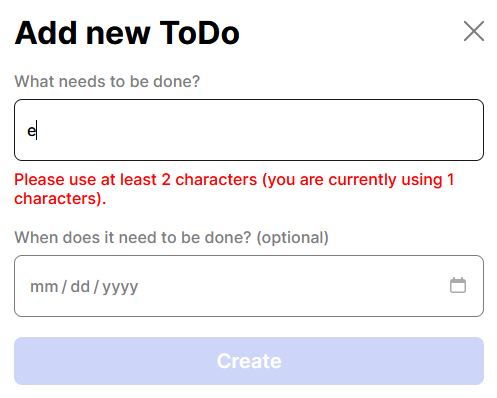 Add new ToDo
What needs to be done?
e
Please use at least 2 characters (you are currently using 1
characters).
When does it need to be done? (optional)
mm/dd/yyyy
Create